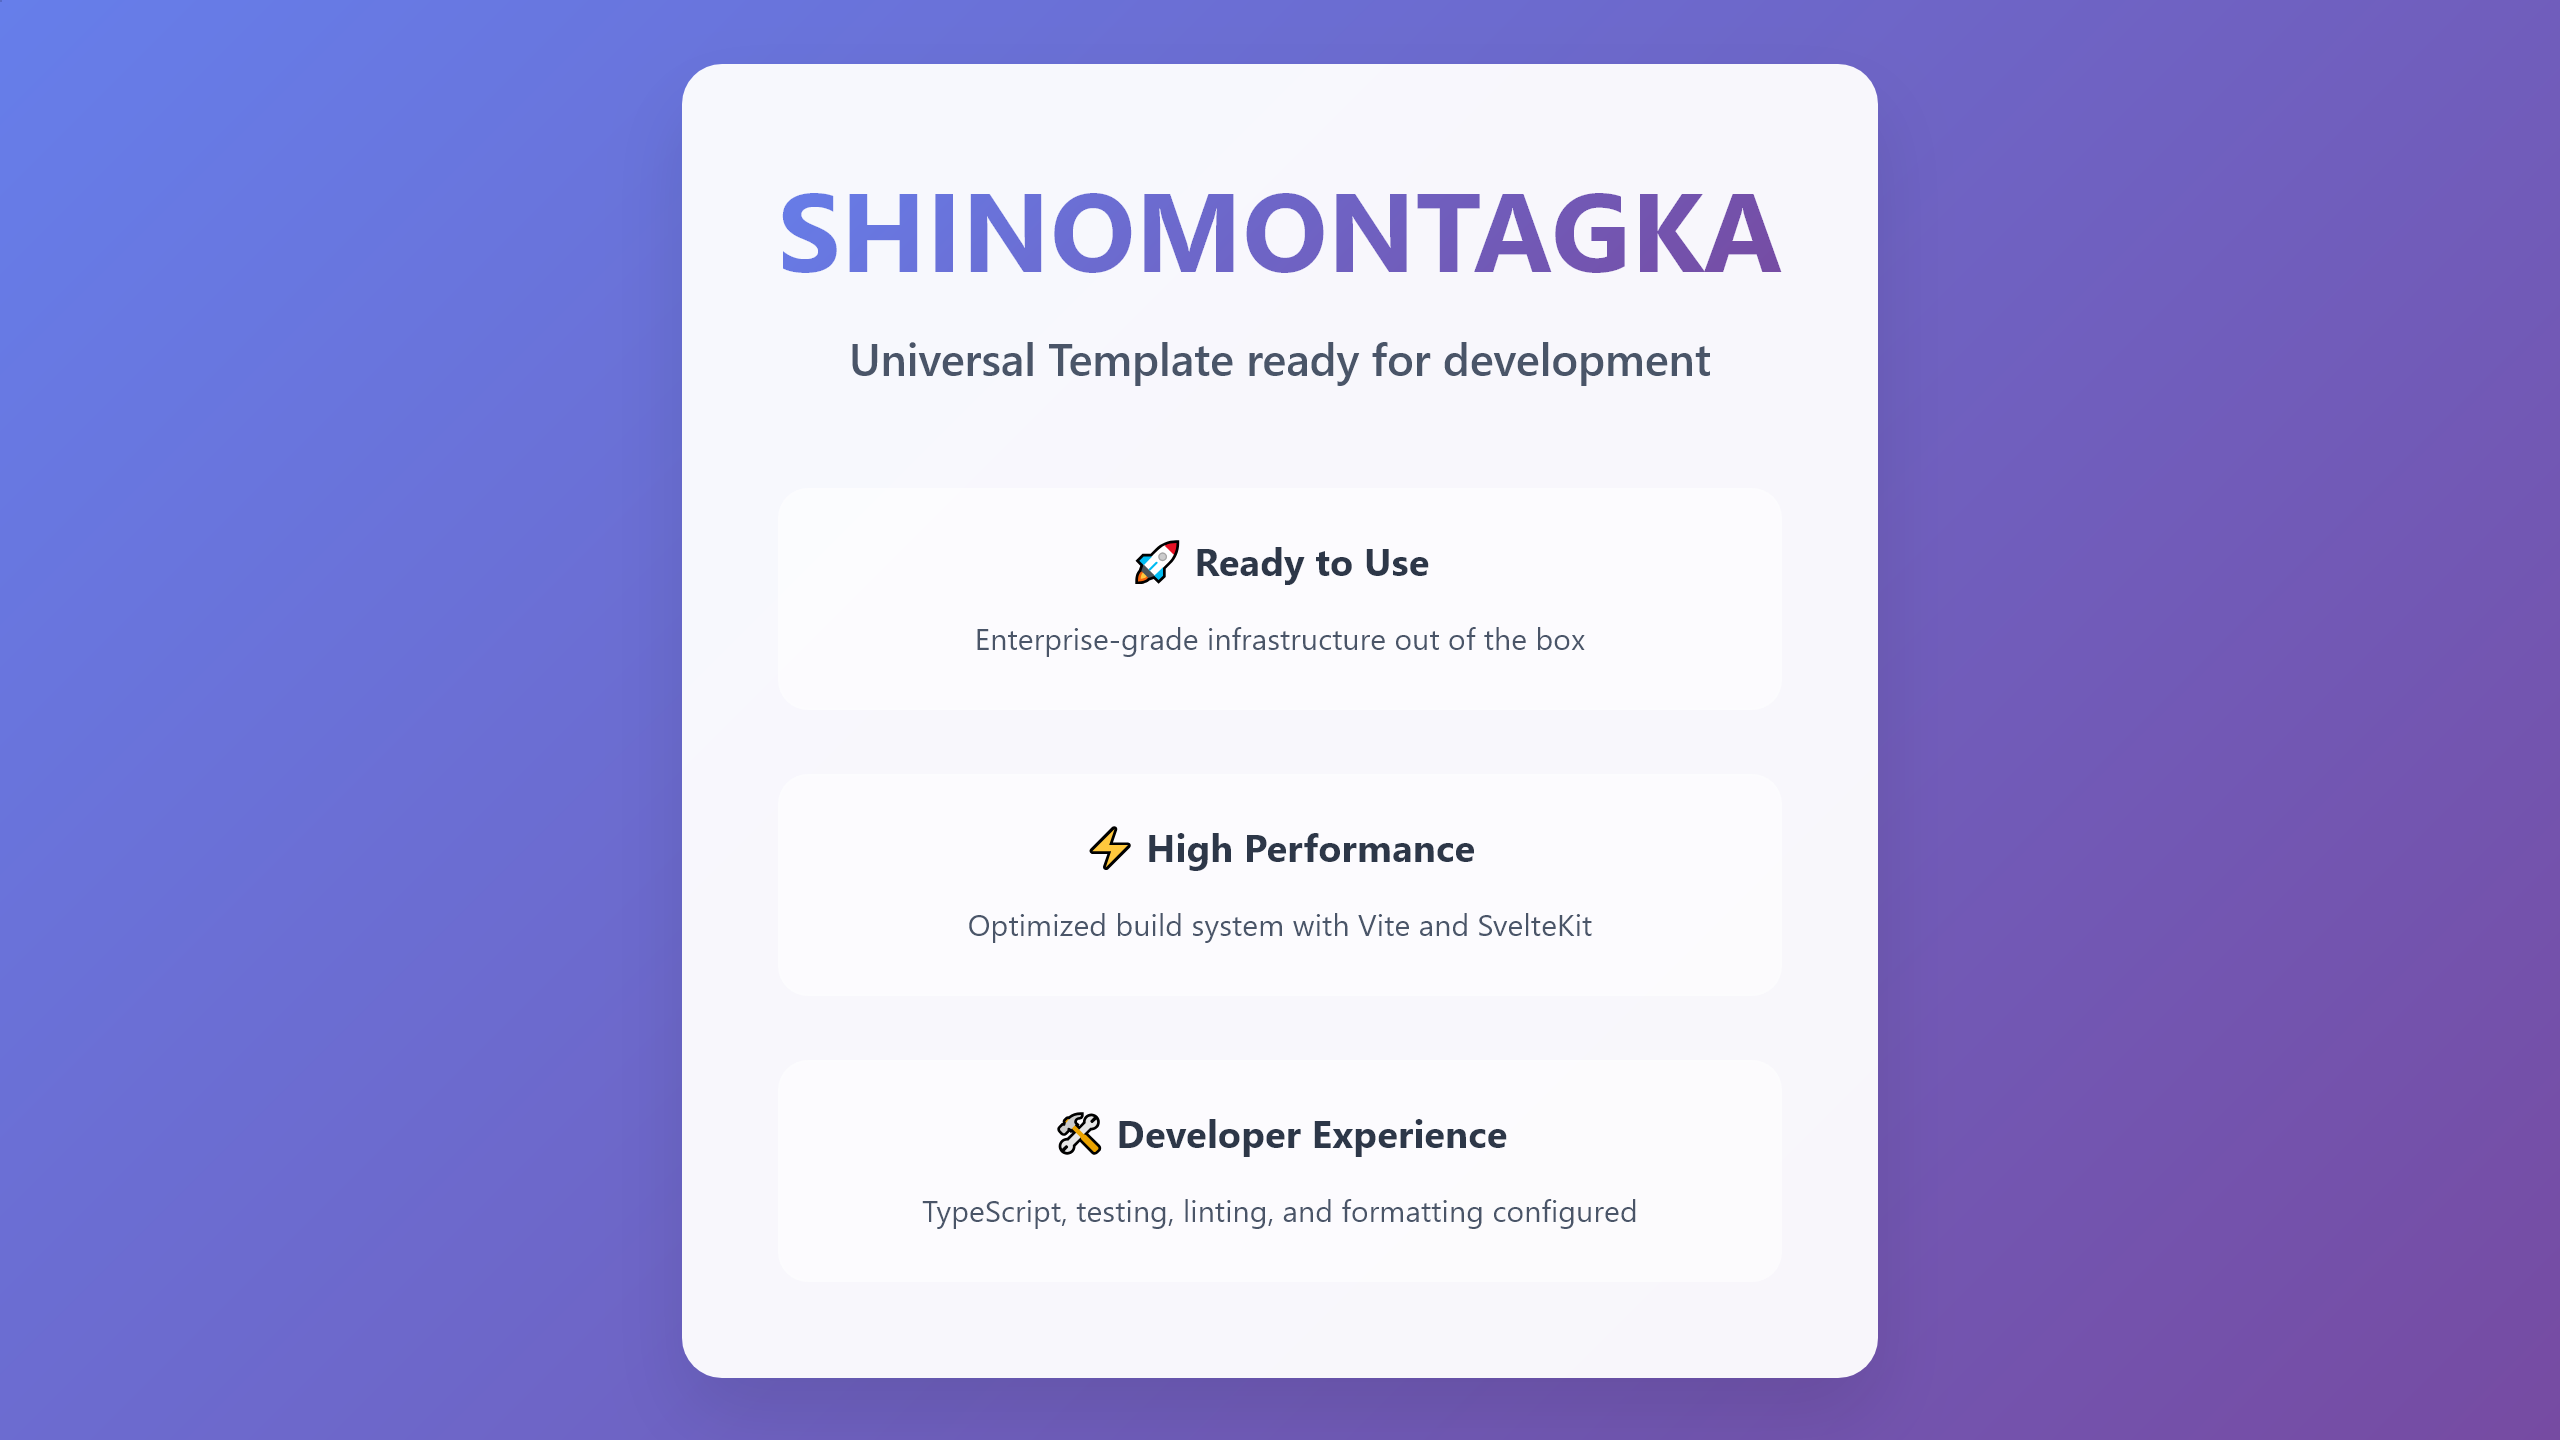 SHINOMONTAGKA
Universal Template ready for development
🚀 Ready to Use
Enterprise-grade infrastructure out of the box
⚡ High Performance
Optimized build system with Vite and SvelteKit
🛠️ Developer Experience
TypeScript, testing, linting, and formatting configured